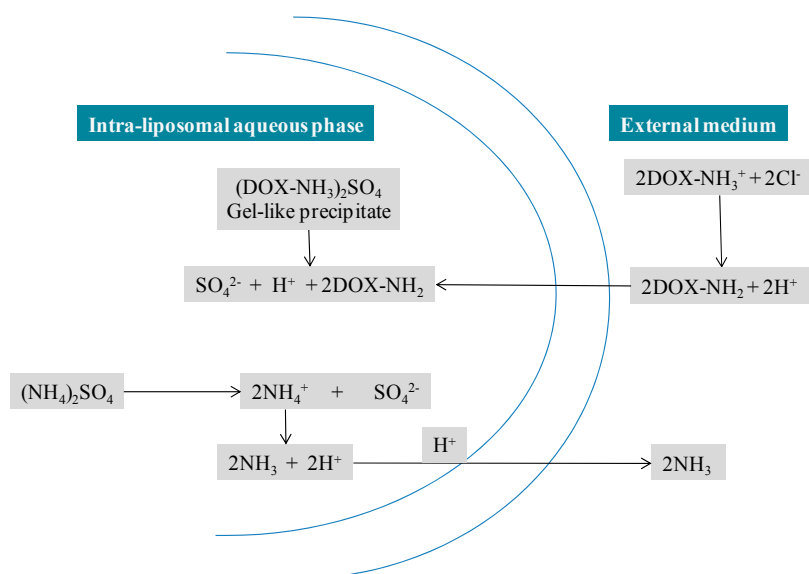 Intra-liposomal aqueous phase
External medium
(DOX-NH₃)₂SO₄
Gel-like precipitate
2DOX-NH₃⁺ + 2Cl⁻
SO₄²⁻ + H⁺ + 2DOX-NH₂
2DOX-NH₂ + 2H⁺
(NH₄)₂SO₄
2NH₄⁺ + SO₄²⁻
H⁺
2NH₃ + 2H⁺
2NH₃